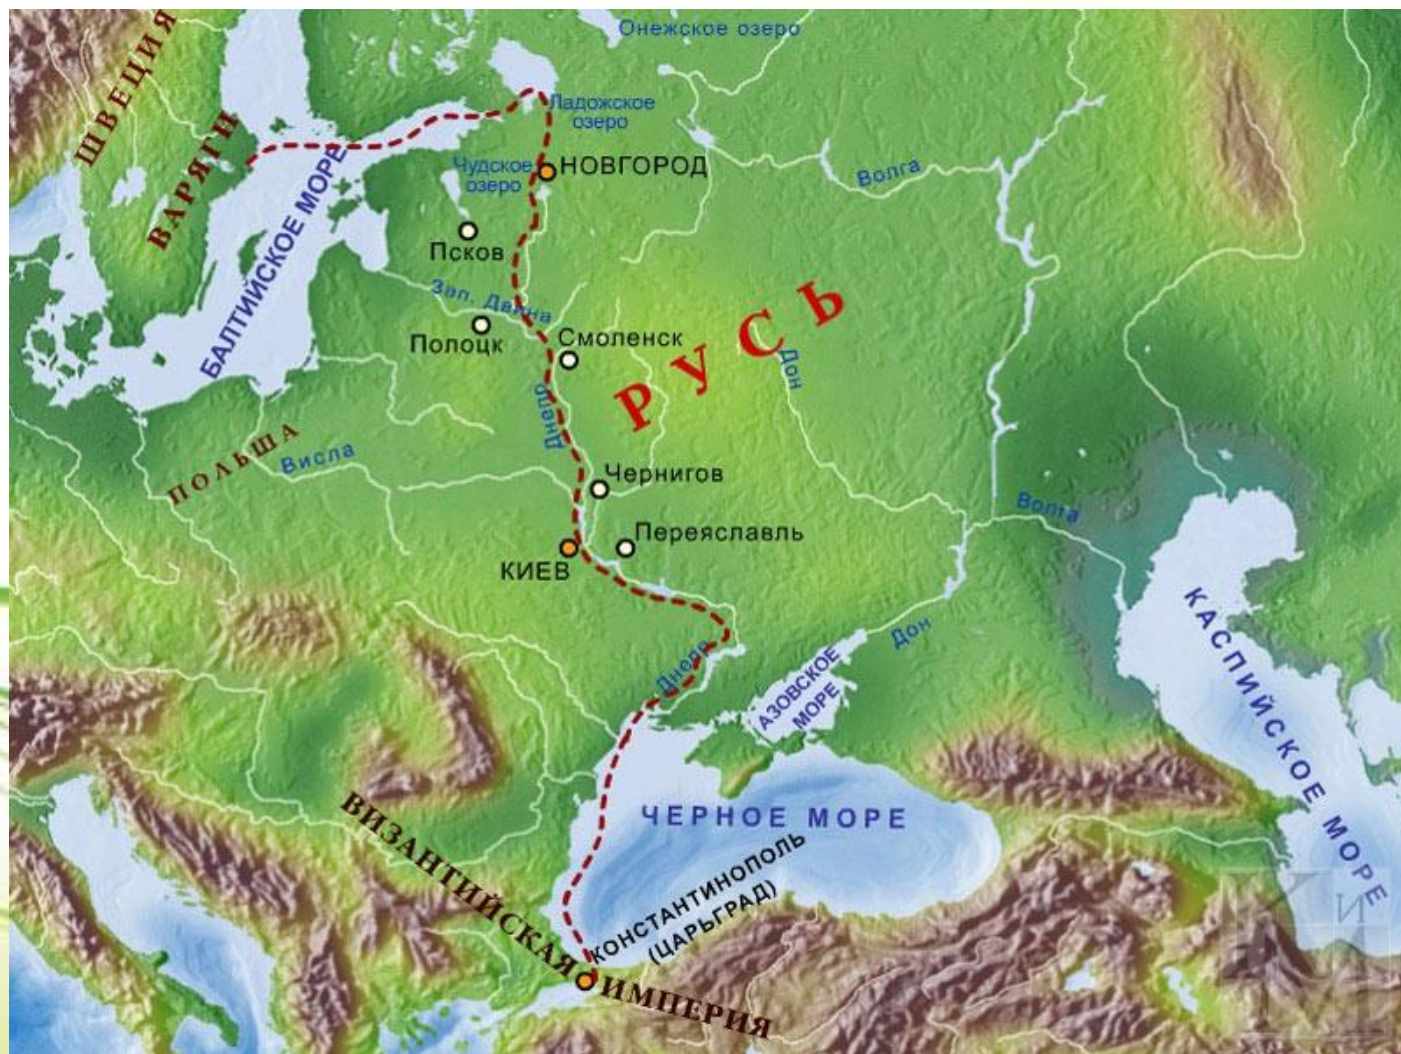 Онежское озеро
ШВЕЦИЯ
ВАРЯГИ
Ладожское
озеро
Чудское
озеро
НОВГОРОД
Волга
БАЛТИЙСКОЕ МОРЕ
Псков
Зап. Двина
Полоцк
Смоленск
РУСЬ
Дон
Днепр
ПОЛЬША
Висла
Чернигов
Волга
Переяславль
КИЕВ
Дон
Днепр
АЗОВСКОЕ
МОРЕ
КАСПИЙСКОЕ МОРЕ
ЧЕРНОЕ МОРЕ
ВИЗАНТИЙСКАЯ
ИМПЕРИЯ
КОНСТАНТИНОПОЛЬ
(ЦАРЬГРАД)
К
и
М